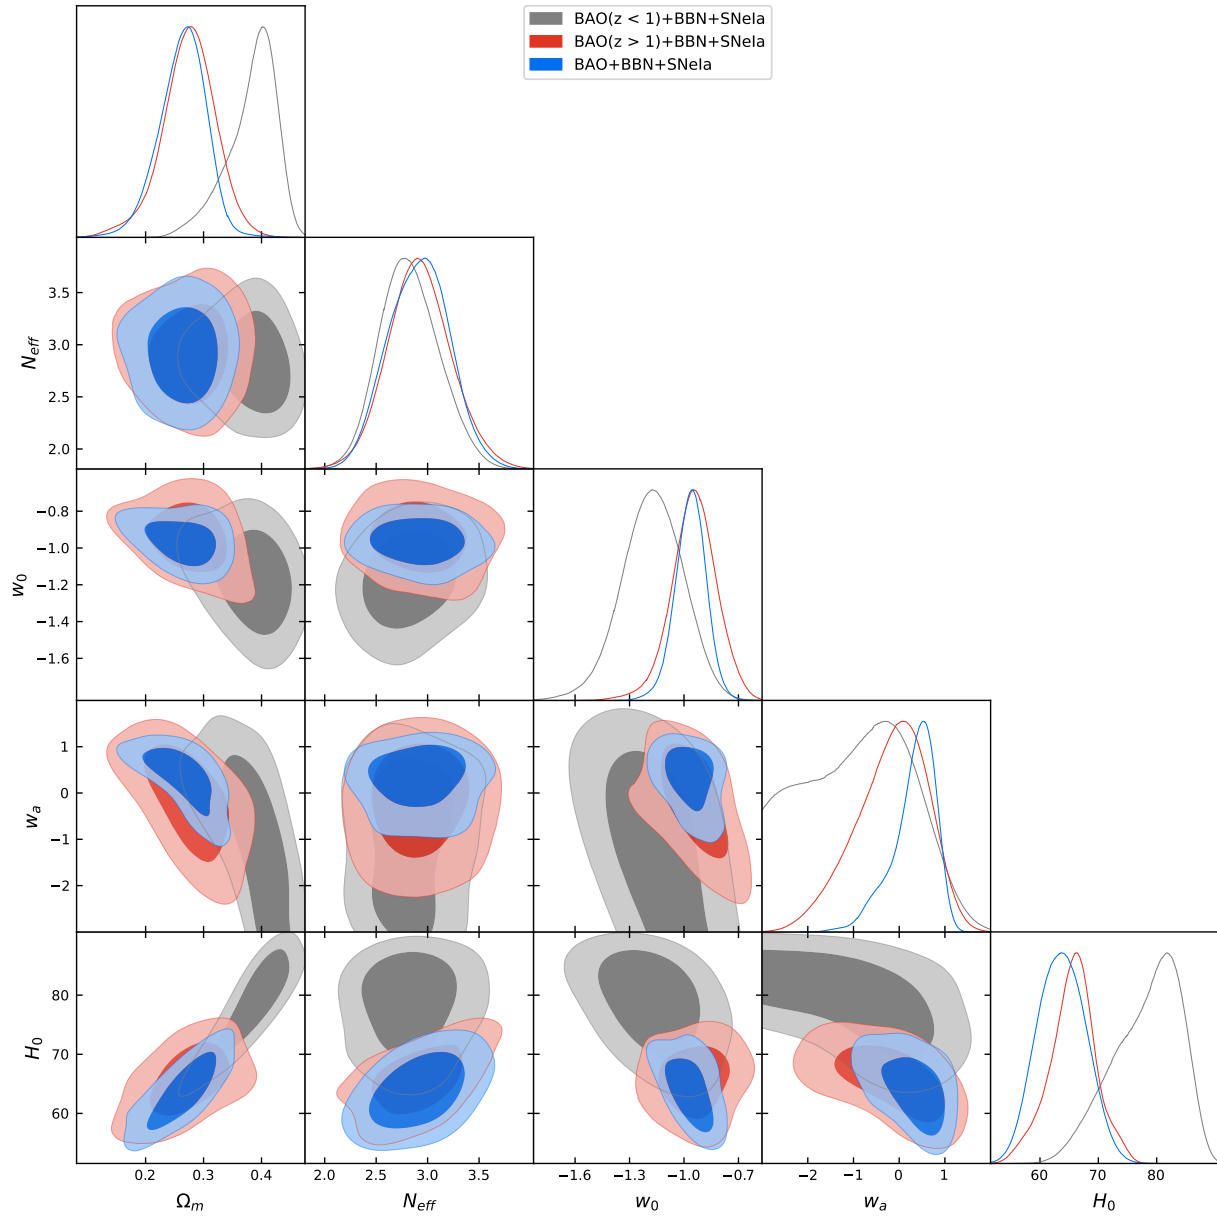 BAO(z < 1)+BBN+SNeIa
BAO(z > 1)+BBN+SNeIa
BAO+BBN+SNeIa
N_eff
3.5
3.0
2.5
2.0
w_0
−0.8
−1.0
−1.2
−1.4
−1.6
w_a
1
0
−1
−2
H_0
80
70
60
0.2 0.3 0.4
2.0 2.5 3.0 3.5
−1.6 −1.3 −1.0 −0.7
−2 −1 0 1
60 70 80
Ω_m N_eff w_0 w_a H_0